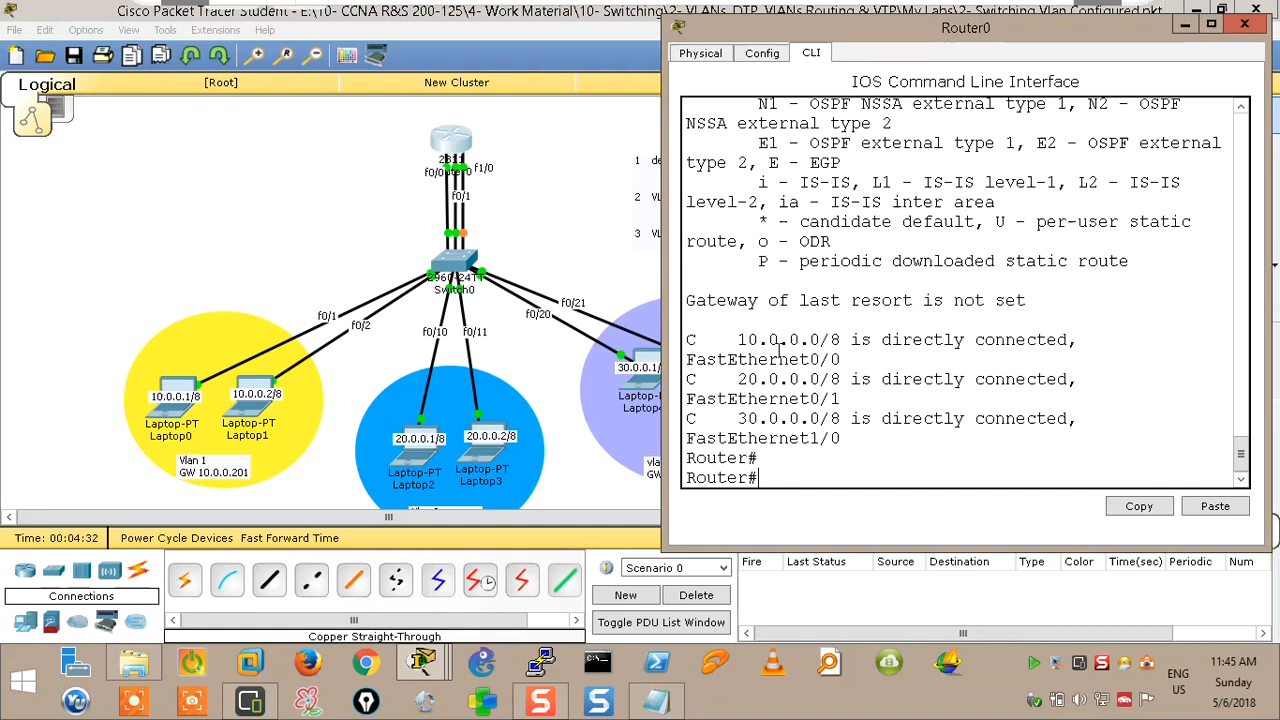 Cisco Packet Tracer Student - E:\10- CCNA R&S 200-125\4- Work Material\10- Switching\2- VLANs, DTP, VLANs Routing & VTP\My Labs\2- Switching Vlan Configured.pkt
File Edit Options View Tools Extensions Help
Logical
[Root]
New Cluster
f0/0
f1/0
f0/1
1 de
2 VL
3 VL
Switch0
f0/1
f0/2
f0/10
f0/11
f0/20
f0/21
10.0.0.1/8
Laptop-PT
Laptop0
10.0.0.2/8
Laptop-PT
Laptop1
Vlan 1
GW 10.0.0.201
20.0.0.1/8
Laptop-PT
Laptop2
20.0.0.2/8
Laptop-PT
Laptop3
30.0.0.1/
Laptop-P
Laptop4
vla
GW
Router0
Physical Config CLI
IOS Command Line Interface
N1 - OSPF NSSA external type 1, N2 - OSPF
NSSA external type 2
E1 - OSPF external type 1, E2 - OSPF external
type 2, E - EGP
i - IS-IS, L1 - IS-IS level-1, L2 - IS-IS
level-2, ia - IS-IS inter area
* - candidate default, U - per-user static
route, o - ODR
P - periodic downloaded static route
Gateway of last resort is not set
C 10.0.0.0/8 is directly connected,
FastEthernet0/0
C 20.0.0.0/8 is directly connected,
FastEthernet0/1
C 30.0.0.0/8 is directly connected,
FastEthernet1/0
Router#
Router#
Copy Paste
Time: 00:04:32 Power Cycle Devices Fast Forward Time
Connections
Copper Straight-Through
Scenario 0
New Delete
Toggle PDU List Window
Fire Last Status Source Destination Type Color Time(sec) Periodic Num
ENG
US
11:45 AM
Sunday
5/6/2018